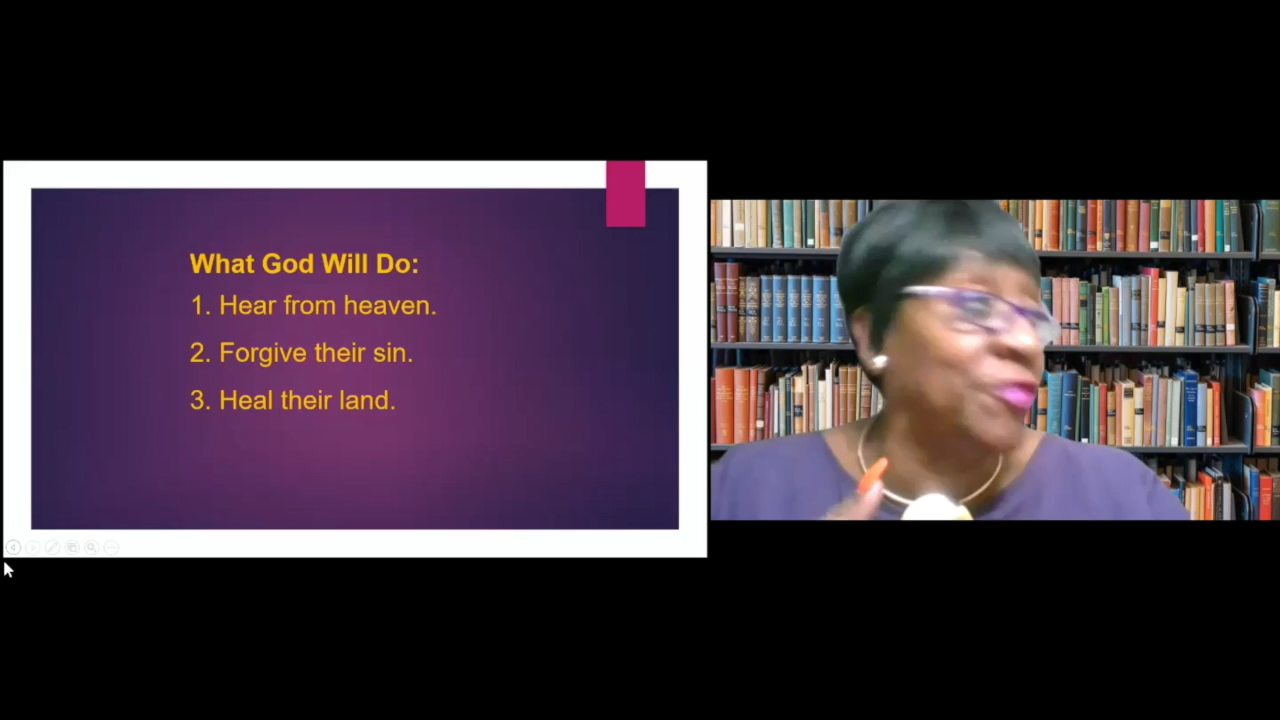 What God Will Do:
1. Hear from heaven.
2. Forgive their sin.
3. Heal their land.